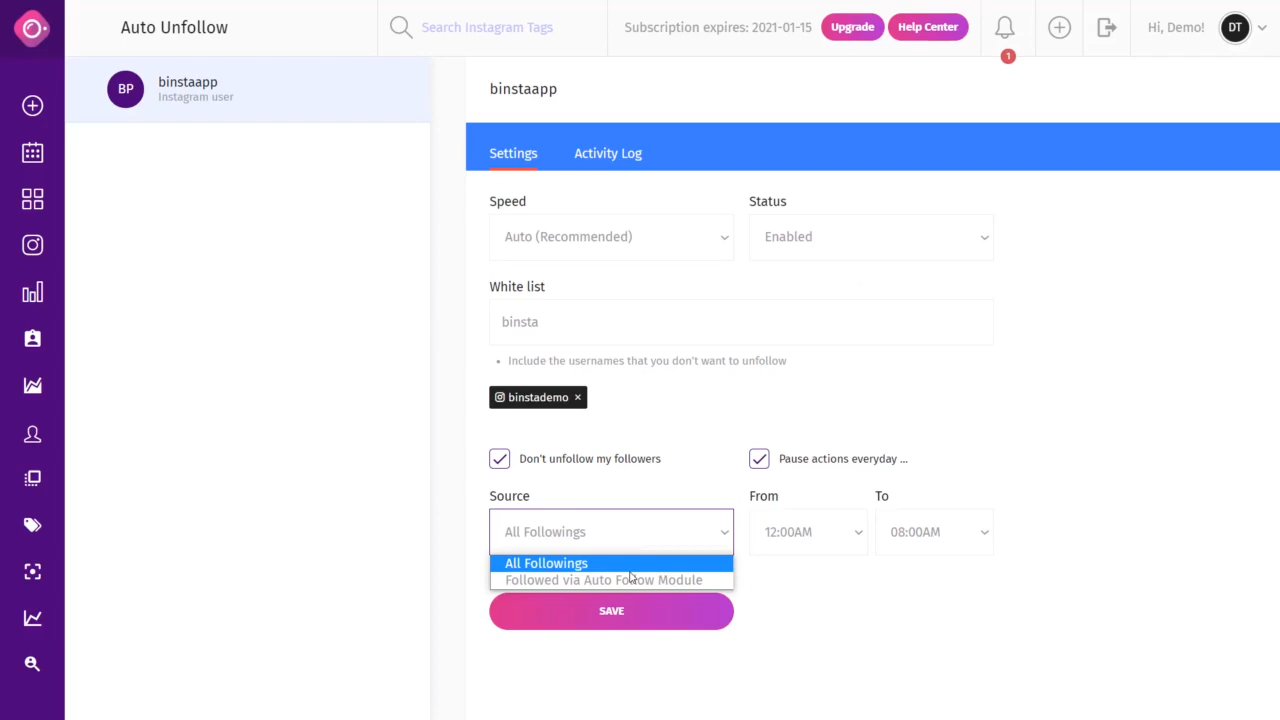 Auto Unfollow
Search Instagram Tags
Subscription expires: 2021-01-15
Upgrade
Help Center
1
Hi, Demo!
DT
BP
binstaapp
Instagram user
binstaapp
Settings
Activity Log
Speed
Status
Auto (Recommended)
Enabled
White list
binsta
• Include the usernames that you don't want to unfollow
binstademo ×
Don't unfollow my followers
Pause actions everyday ...
Source
From
To
All Followings
12:00AM
08:00AM
All Followings
Followed via Auto Follow Module
SAVE